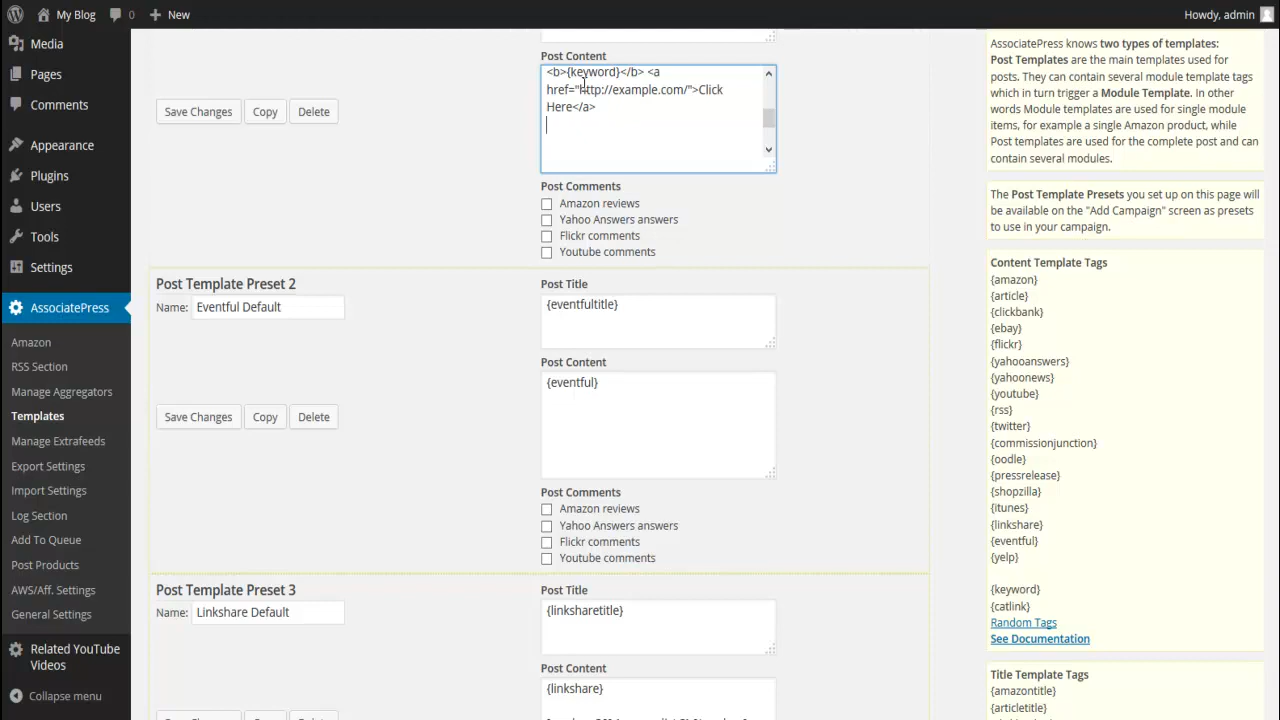 My Blog
0
New
Howdy, admin
Media
Pages
Comments
Appearance
Plugins
Users
Tools
Settings
AssociatePress
Amazon
RSS Section
Manage Aggregators
Templates
Manage Extrafeeds
Export Settings
Import Settings
Log Section
Add To Queue
Post Products
AWS/Aff. Settings
General Settings
Related YouTube
Videos
Collapse menu
Save Changes
Copy
Delete
Post Content
<b>{keyword}</b> <a
href="http://example.com/">Click
Here</a>
Post Comments
Amazon reviews
Yahoo Answers answers
Flickr comments
Youtube comments
Post Template Preset 2
Name: Eventful Default
Save Changes
Copy
Delete
Post Title
{eventfultitle}
Post Content
{eventful}
Post Comments
Amazon reviews
Yahoo Answers answers
Flickr comments
Youtube comments
Post Template Preset 3
Name: Linkshare Default
Post Title
{linksharetitle}
Post Content
{linkshare}
AssociatePress knows two types of templates:
Post Templates are the main templates used for
posts. They can contain several module template tags
which in turn trigger a Module Template. In other
words Module templates are used for single module
items, for example a single Amazon product, while
Post templates are used for the complete post and can
contain several modules.
The Post Template Presets you set up on this page will
be available on the "Add Campaign" screen as presets
to use in your campaign.
Content Template Tags
{amazon}
{article}
{clickbank}
{ebay}
{flickr}
{yahooanswers}
{yahoonews}
{youtube}
{rss}
{twitter}
{commissionjunction}
{oodle}
{pressrelease}
{shopzilla}
{itunes}
{linkshare}
{eventful}
{yelp}
{keyword}
{catlink}
Random Tags
See Documentation
Title Template Tags
{amazontitle}
{articletitle}